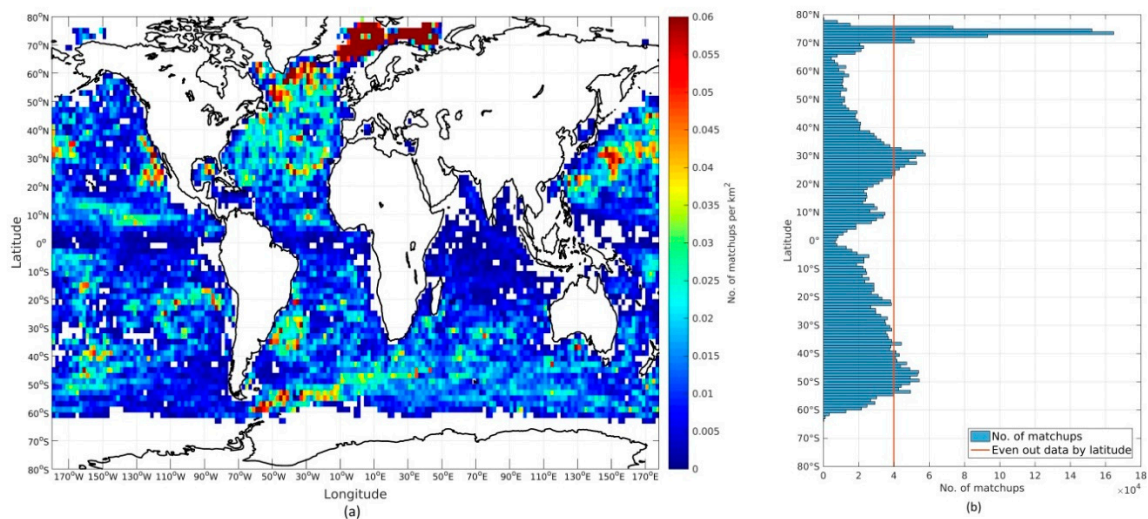 80°N
70°N
60°N
50°N
40°N
30°N
20°N
10°N
0°
10°S
20°S
30°S
40°S
50°S
60°S
70°S
80°S
Latitude
170°W 150°W 130°W 110°W 90°W 70°W 50°W 30°W 10°W 10°E 30°E 50°E 70°E 90°E 110°E 130°E 150°E 170°E
Longitude
(a)
0.06
0.055
0.05
0.045
0.04
0.035
0.03
0.025
0.02
0.015
0.01
0.005
0
No. of matchups per km²
80°N
70°N
60°N
50°N
40°N
30°N
20°N
10°N
0°
10°S
20°S
30°S
40°S
50°S
60°S
70°S
80°S
Latitude
No. of matchups
Even out data by latitude
0 2 4 6 8 10 12 14 16 18
×10⁴
No. of matchups
(b)